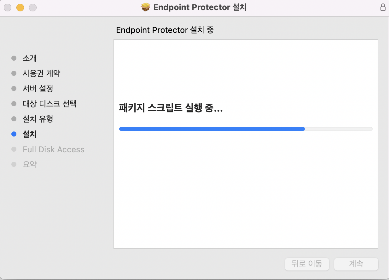 Endpoint Protector 설치
Endpoint Protector 설치 중
소개
사용권 계약
서버 설정
대상 디스크 선택
설치 유형
설치
Full Disk Access
요약
패키지 스크립트 실행 중...
뒤로 이동
계속